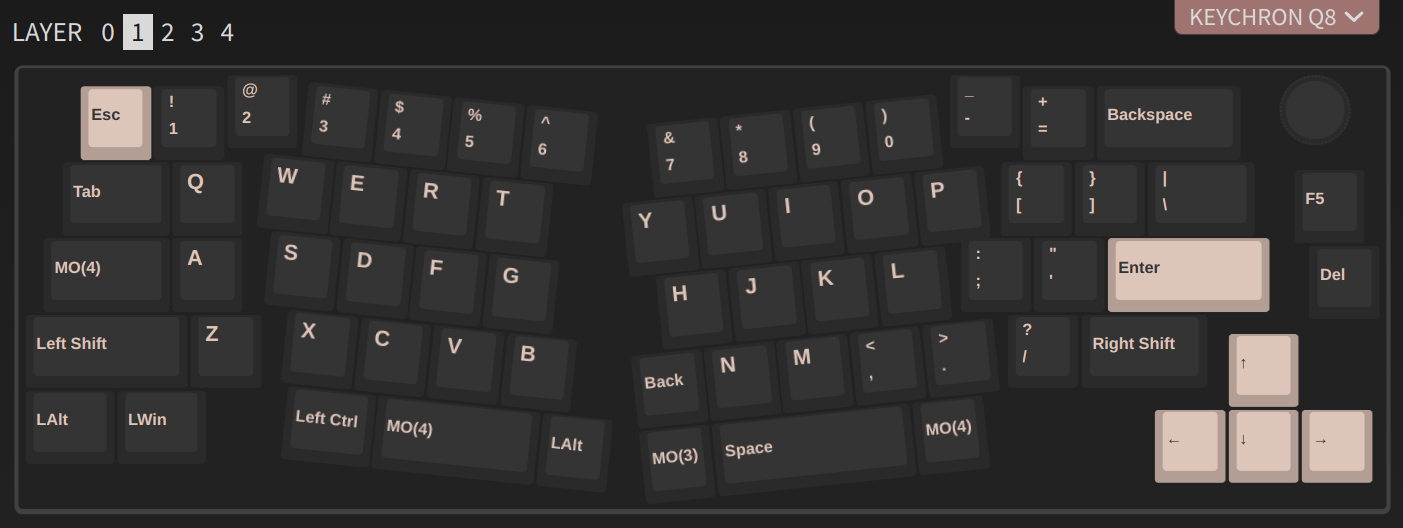 LAYER 0 1 2 3 4
KEYCHRON Q8
Esc
!
1
@
2
#
3
$
4
%
5
^
6
&
7
*
8
(
9
)
0
_
-
+
=
Backspace
Tab
Q
W
E
R
T
Y
U
I
O
P
{
[
}
]
|
\
F5
MO(4)
A
S
D
F
G
H
J
K
L
:
;
"
'
Enter
Del
Left Shift
Z
X
C
V
B
Back
N
M
<
,
>
.
?
/
Right Shift
↑
LAlt
LWin
Left Ctrl
MO(4)
LAlt
MO(3)
Space
MO(4)
←
↓
→